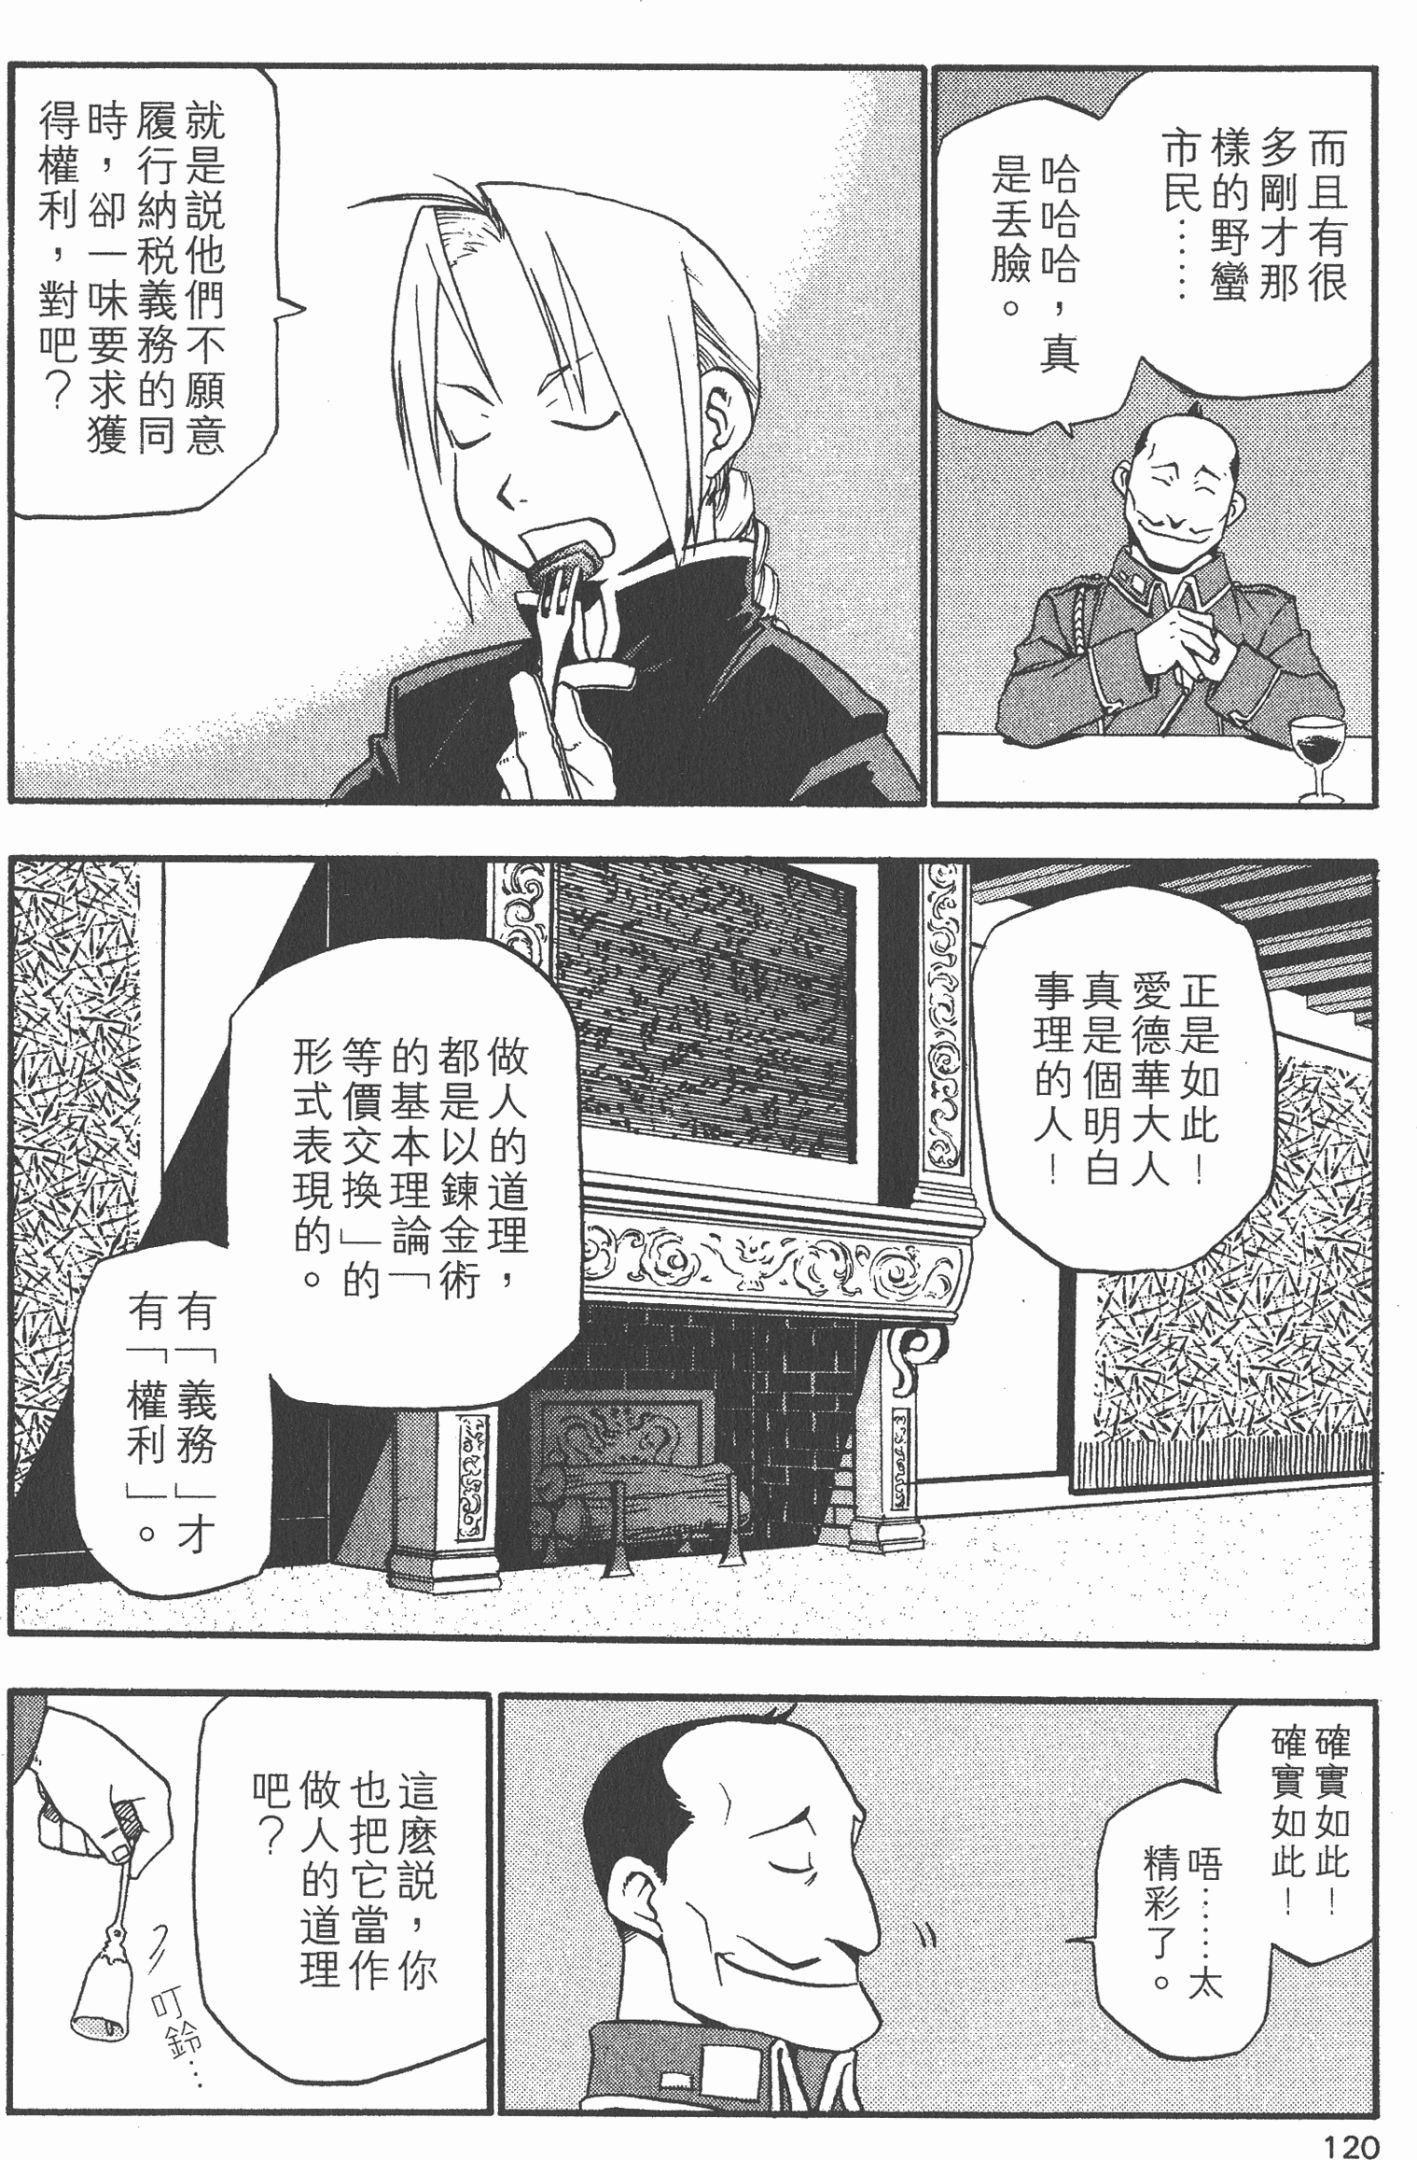 而且有很
多剛才那
樣的野蠻
市民……
哈哈哈，真
是丟臉。
就是説他們不願意
履行納税義務的同
時，卻一味要求獲
得權利，對吧？
正是如此！
愛德華大人
真是個明白
事理的人！
做人的道理，
都是以鍊金術
的基本理論「
等價交換」的
形式表現的。
有「義務」才
有「權利」。
確實如此！
確實如此！
唔……太
精彩了。
這麼説，你
也把它當作
做人的道理
吧？
叮
鈴…
120